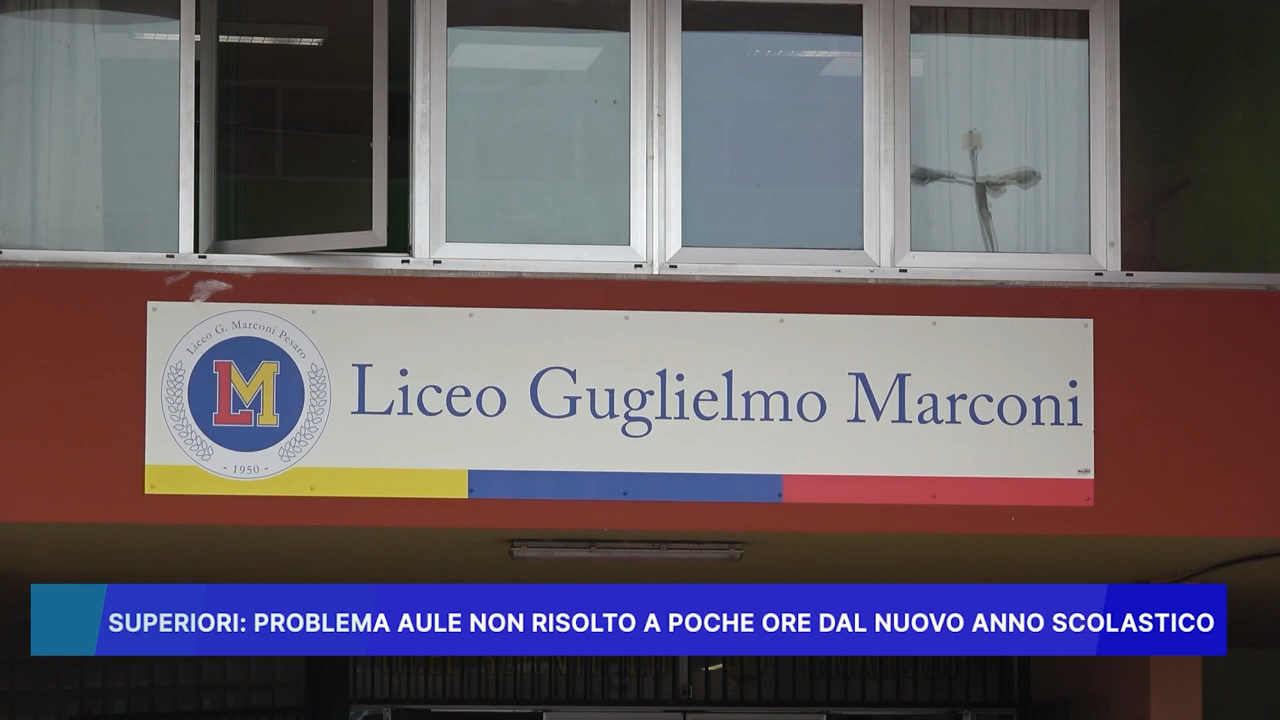 Liceo G. Marconi Pesaro
LM
- 1950 -
Liceo Guglielmo Marconi
SUPERIORI: PROBLEMA AULE NON RISOLTO A POCHE ORE DAL NUOVO ANNO SCOLASTICO